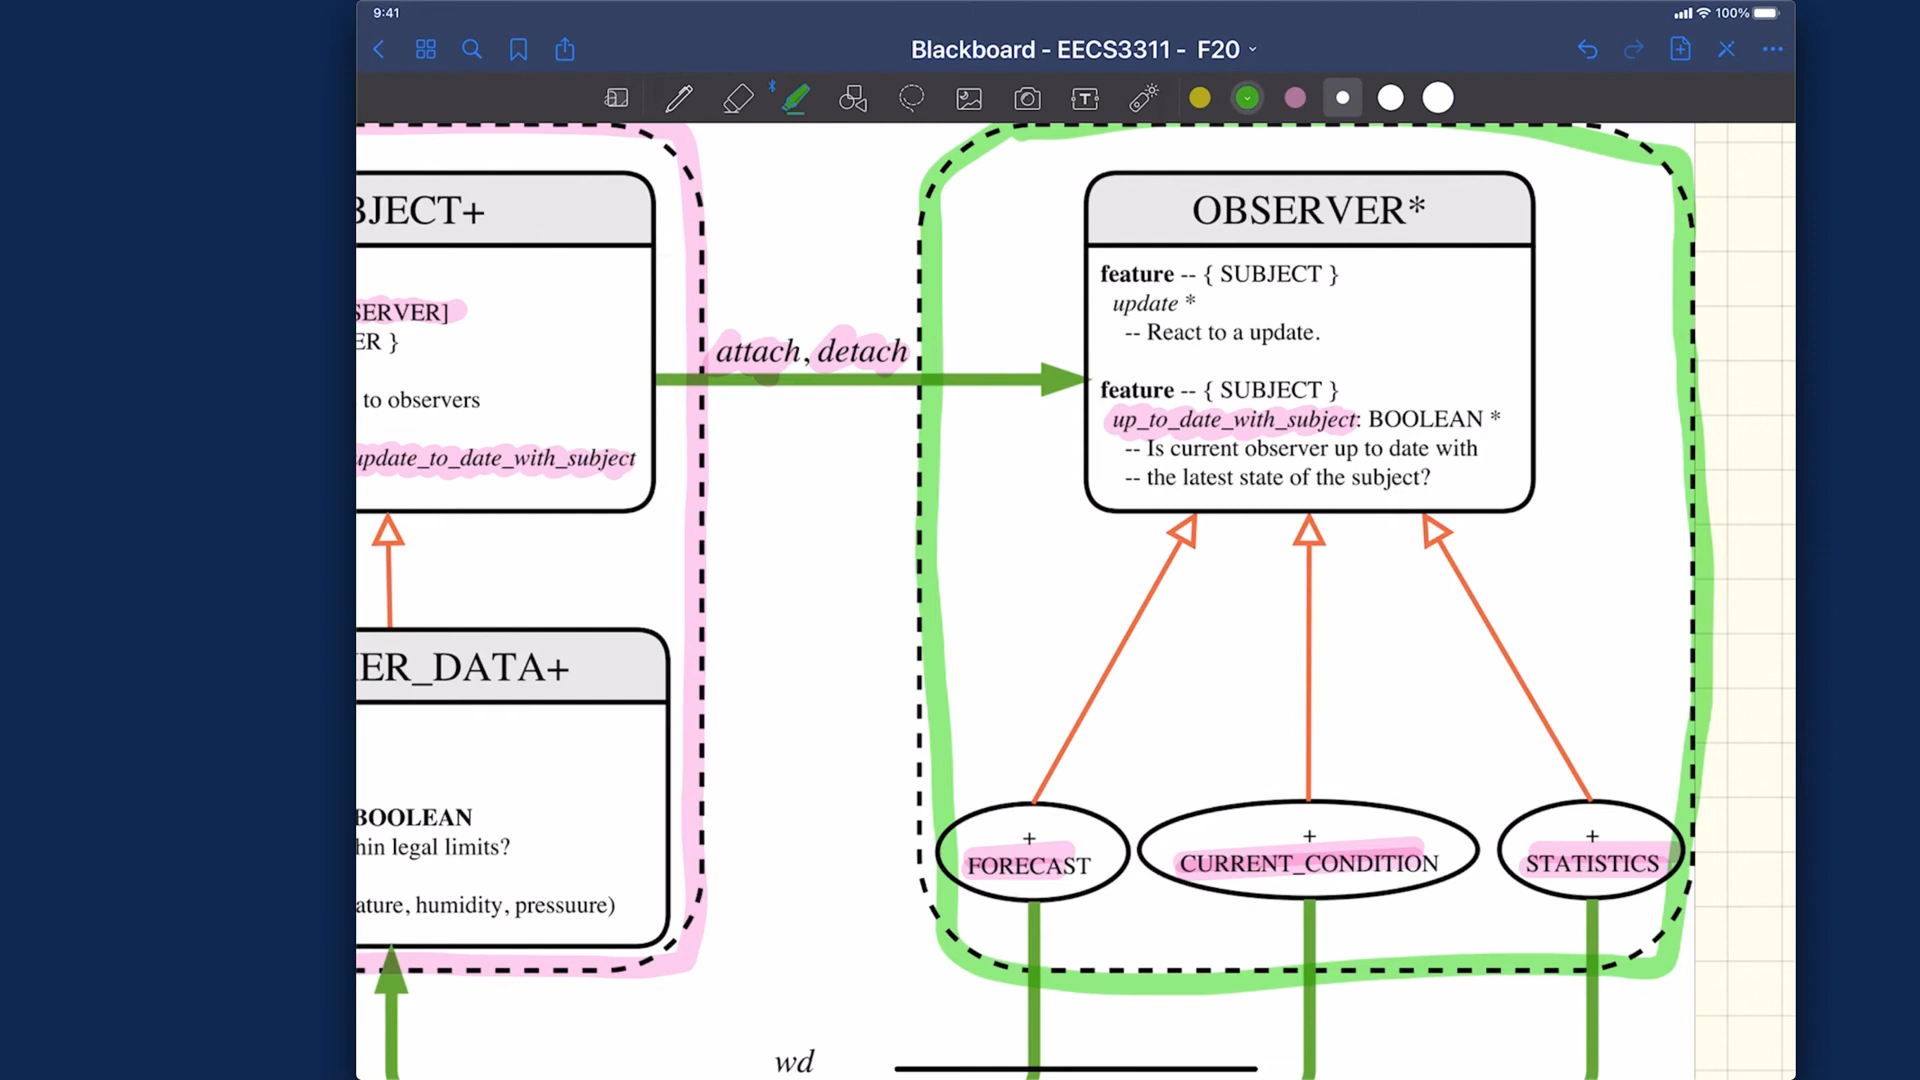 9:41
100%
Blackboard - EECS3311 - F20
BJECT+
SERVER]
ER }
to observers
update_to_date_with_subject
attach, detach
OBSERVER*
feature -- { SUBJECT }
update *
-- React to a update.
feature -- { SUBJECT }
up_to_date_with_subject: BOOLEAN *
-- Is current observer up to date with
-- the latest state of the subject?
ER_DATA+
BOOLEAN
hin legal limits?
ature, humidity, pressuure)
+
FORECAST
+
CURRENT_CONDITION
+
STATISTICS
wd